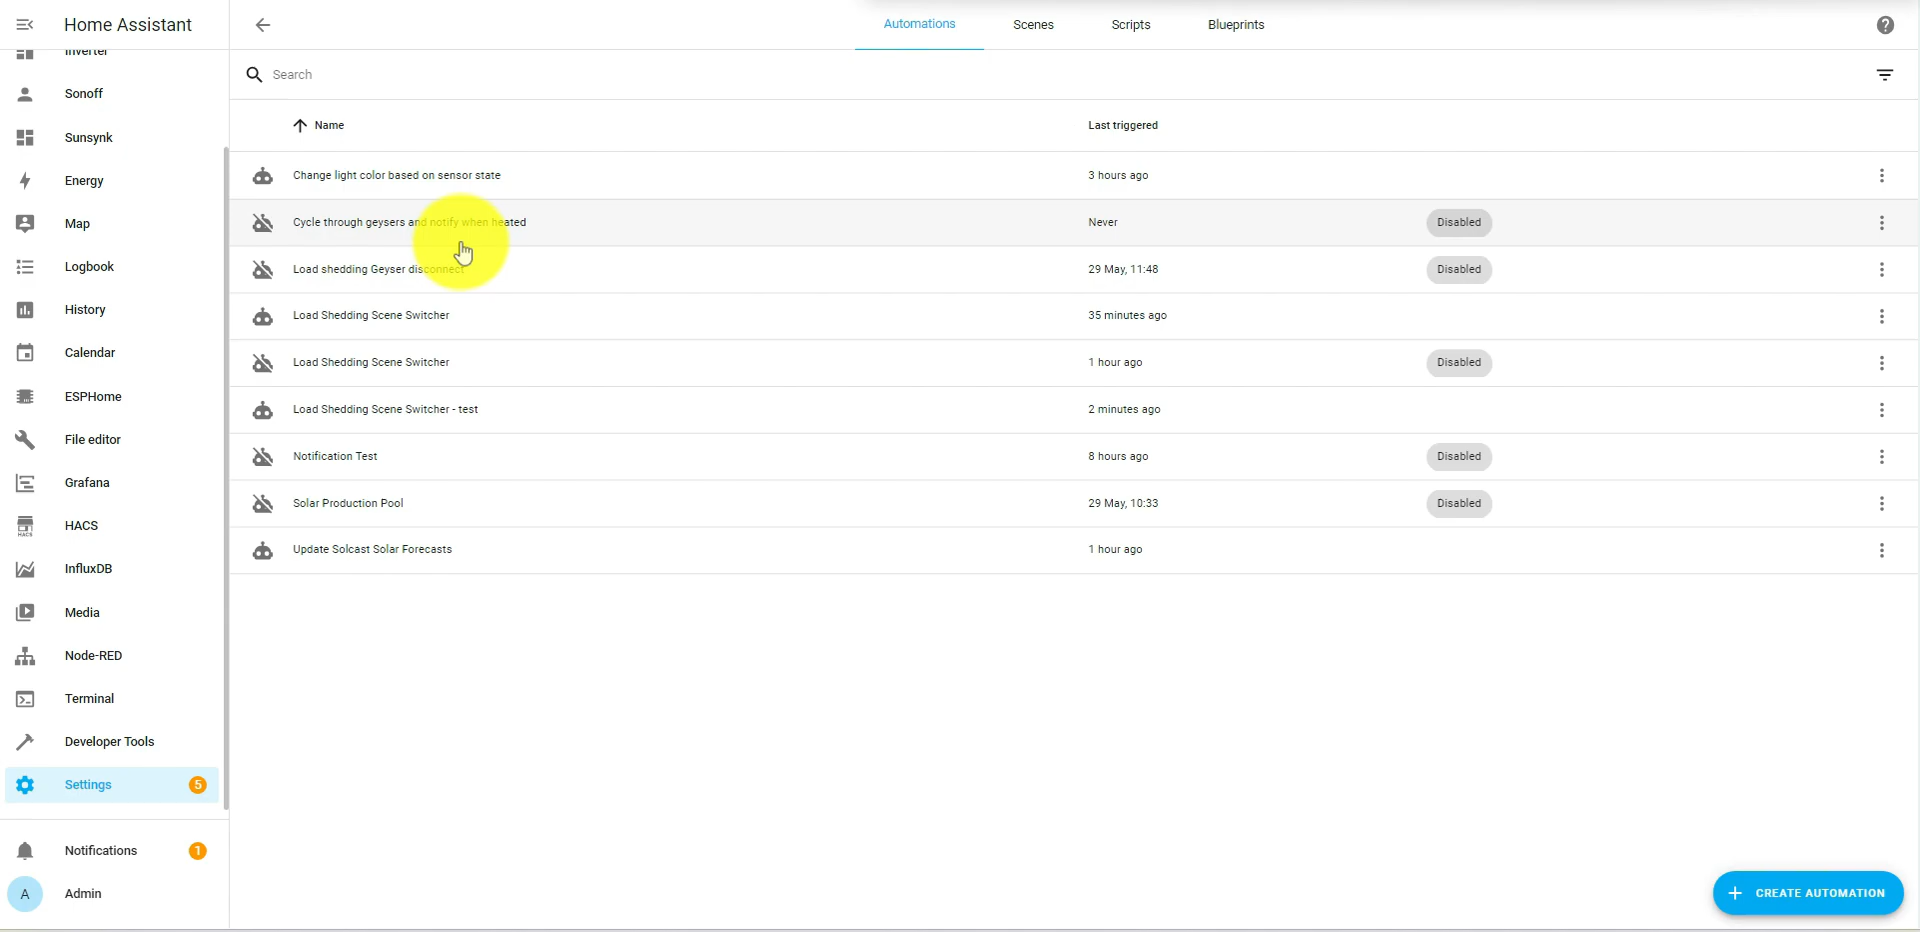 Home Assistant
Automations
Scenes
Scripts
Blueprints
Inverter
Search
Sonoff
Name
Last triggered
Sunsynk
Change light color based on sensor state
3 hours ago
Energy
Cycle through geysers and notify when heated
Never
Disabled
Map
Logbook
Load shedding Geyser disconnect
29 May, 11:48
Disabled
History
Load Shedding Scene Switcher
35 minutes ago
Calendar
Load Shedding Scene Switcher
1 hour ago
Disabled
ESPHome
Load Shedding Scene Switcher - test
2 minutes ago
File editor
Notification Test
8 hours ago
Disabled
Grafana
Solar Production Pool
29 May, 10:33
Disabled
HACS
HACS
Update Solcast Solar Forecasts
1 hour ago
InfluxDB
Media
Node-RED
Terminal
Developer Tools
Settings
5
Notifications
1
A
Admin
CREATE AUTOMATION